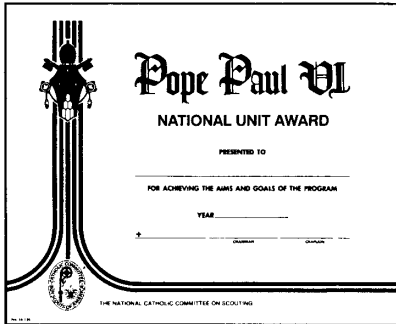 Pope Paul VI
NATIONAL UNIT AWARD
PRESENTED TO
FOR ACHIEVING THE AIMS AND GOALS OF THE PROGRAM
YEAR
CHAIRMAN CHAPLAIN
THE NATIONAL CATHOLIC COMMITTEE ON SCOUTING